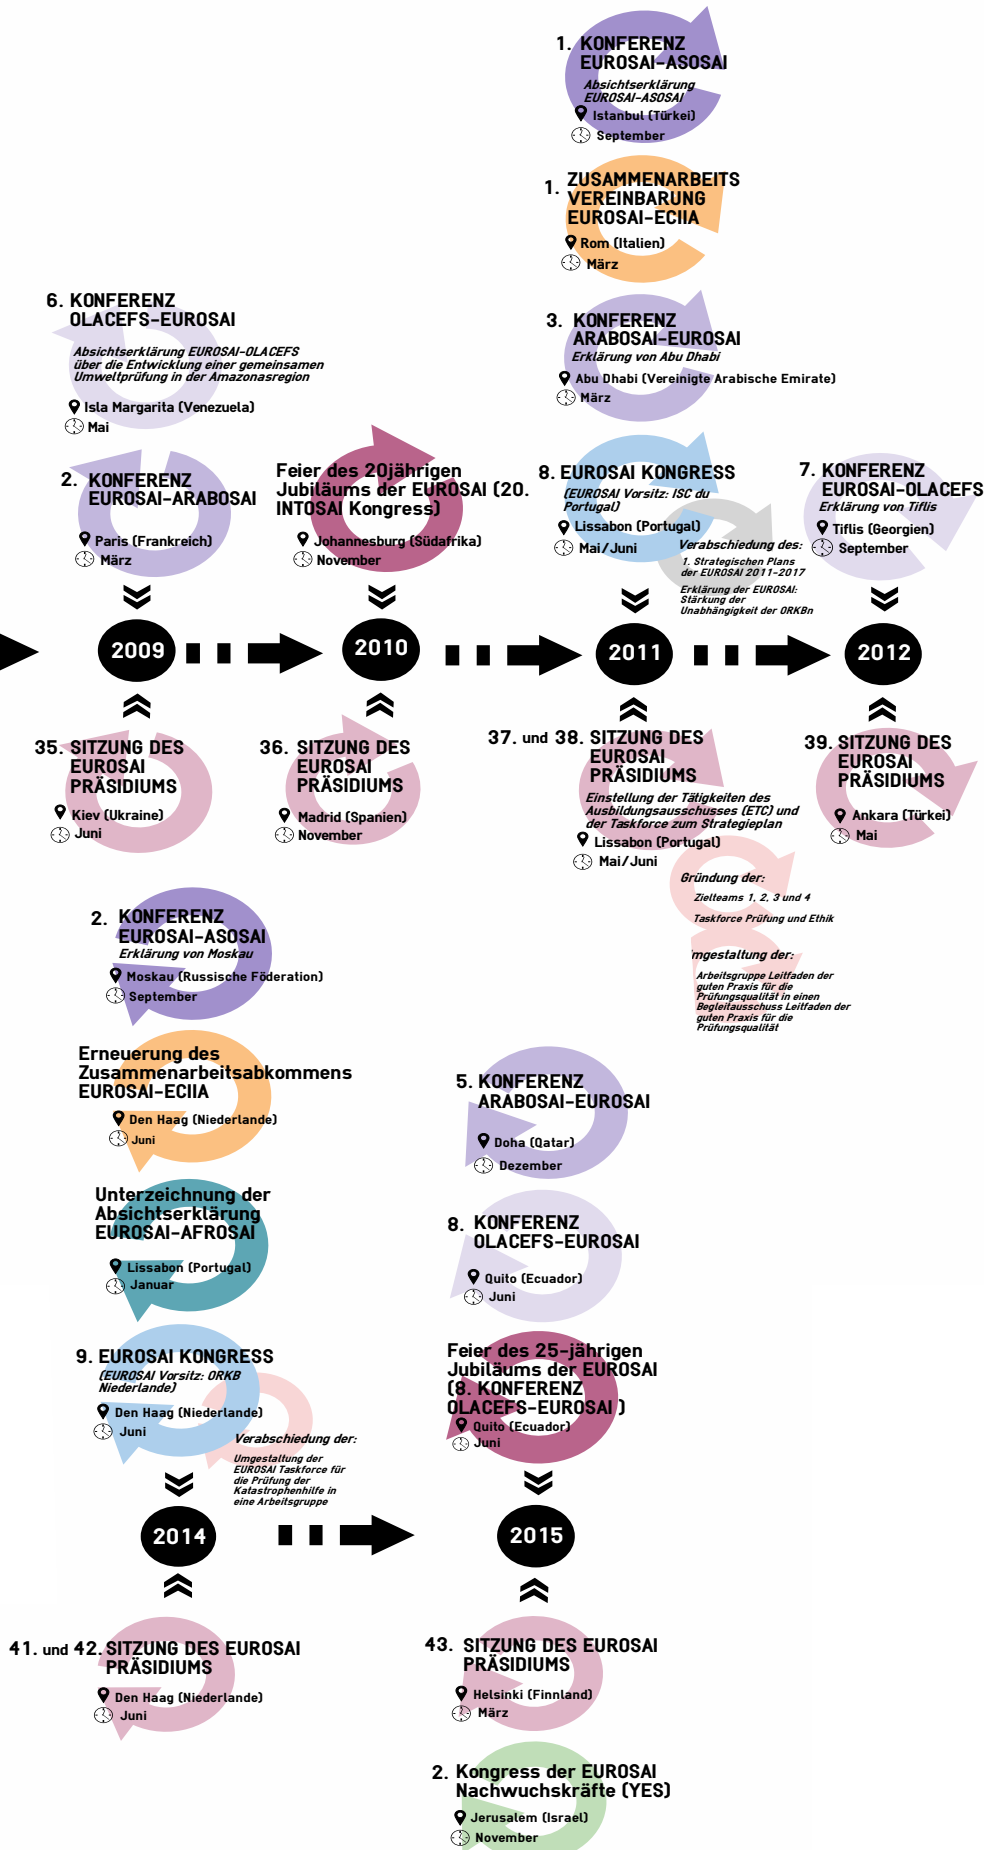 6. KONFERENZ
OLACEFS-EUROSAI
Absichtserklärung EUROSAI-OLACEFS
über die Entwicklung einer gemeinsamen
Umweltprüfung in der Amazonasregion
Isla Margarita (Venezuela)
Mai
2. KONFERENZ
EUROSAI-ARABOSAI
Paris (Frankreich)
März
2009
35. SITZUNG DES
EUROSAI
PRÄSIDIUMS
Kiev (Ukraine)
Juni
Feier des 20jährigen
Jubiläums der EUROSAI (20.
INTOSAI Kongress)
Johannesburg (Südafrika)
November
2010
36. SITZUNG DES
EUROSAI
PRÄSIDIUMS
Madrid (Spanien)
November
1. KONFERENZ
EUROSAI-ASOSAI
Absichtserklärung
EUROSAI-ASOSAI
Istanbul (Türkei)
September
1. ZUSAMMENARBEITS
VEREINBARUNG
EUROSAI-ECIIA
Rom (Italien)
März
3. KONFERENZ
ARABOSAI-EUROSAI
Erklärung von Abu Dhabi
Abu Dhabi (Vereinigte Arabische Emirate)
März
8. EUROSAI KONGRESS
(EUROSAI Vorsitz: ISC du
Portugal)
Lissabon (Portugal)
Mai/Juni
Verabschiedung des:
1. Strategischen Plans
der EUROSAI 2011-2017
Erklärung der EUROSAI:
Stärkung der
Unabhängigkeit der ORKBn
2011
37. und 38. SITZUNG DES
EUROSAI
PRÄSIDIUMS
Einstellung der Tätigkeiten des
Ausbildungsausschusses (ETC) und
der Taskforce zum Strategieplan
Lissabon (Portugal)
Mai/Juni
Gründung der:
Zielteams 1, 2, 3 und 4
Taskforce Prüfung und Ethik
mgestaltung der:
Arbeitsgruppe Leitfaden der
guten Praxis für die
Prüfungsqualität in einen
Begleitausschuss Leitfaden der
guten Praxis für die
Prüfungsqualität
7. KONFERENZ
EUROSAI-OLACEFS
Erklärung von Tiflis
Tiflis (Georgien)
September
2012
39. SITZUNG DES
EUROSAI
PRÄSIDIUMS
Ankara (Türkei)
Mai
2. KONFERENZ
EUROSAI-ASOSAI
Erklärung von Moskau
Moskau (Russische Föderation)
September
Erneuerung des
Zusammenarbeitsabkommens
EUROSAI-ECIIA
Den Haag (Niederlande)
Juni
Unterzeichnung der
Absichtserklärung
EUROSAI-AFROSAI
Lissabon (Portugal)
Januar
9. EUROSAI KONGRESS
(EUROSAI Vorsitz: ORKB
Niederlande)
Den Haag (Niederlande)
Juni
Verabschiedung der:
Umgestaltung der
EUROSAI Taskforce für
die Prüfung der
Katastrophenhilfe in
eine Arbeitsgruppe
2014
41. und 42. SITZUNG DES EUROSAI
PRÄSIDIUMS
Den Haag (Niederlande)
Juni
5. KONFERENZ
ARABOSAI-EUROSAI
Doha (Qatar)
Dezember
8. KONFERENZ
OLACEFS-EUROSAI
Quito (Ecuador)
Juni
Feier des 25-jährigen
Jubiläums der EUROSAI
(8. KONFERENZ
OLACEFS-EUROSAI )
Quito (Ecuador)
Juni
2015
43. SITZUNG DES EUROSAI
PRÄSIDIUMS
Helsinki (Finnland)
März
2. Kongress der EUROSAI
Nachwuchskräfte (YES)
Jerusalem (Israel)
November